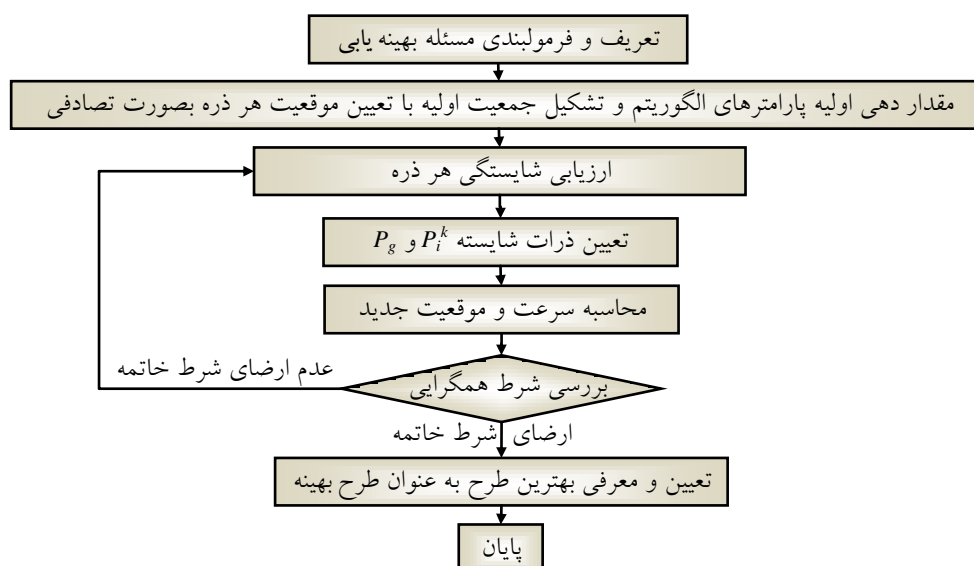 تعریف و فرمولبندی مسئله بهینه یابی
مقدار دهی اولیه پارامترهای الگوریتم و تشکیل جمعیت اولیه با تعیین موقعیت هر ذره بصورت تصادفی
ارزیابی شایستگی هر ذره
تعیین ذرات شایسته P_i^k و P_g
محاسبه سرعت و موقعیت جدید
عدم ارضای شرط خاتمه
بررسی شرط همگرایی
ارضای شرط خاتمه
تعیین و معرفی بهترین طرح به عنوان طرح بهینه
پایان